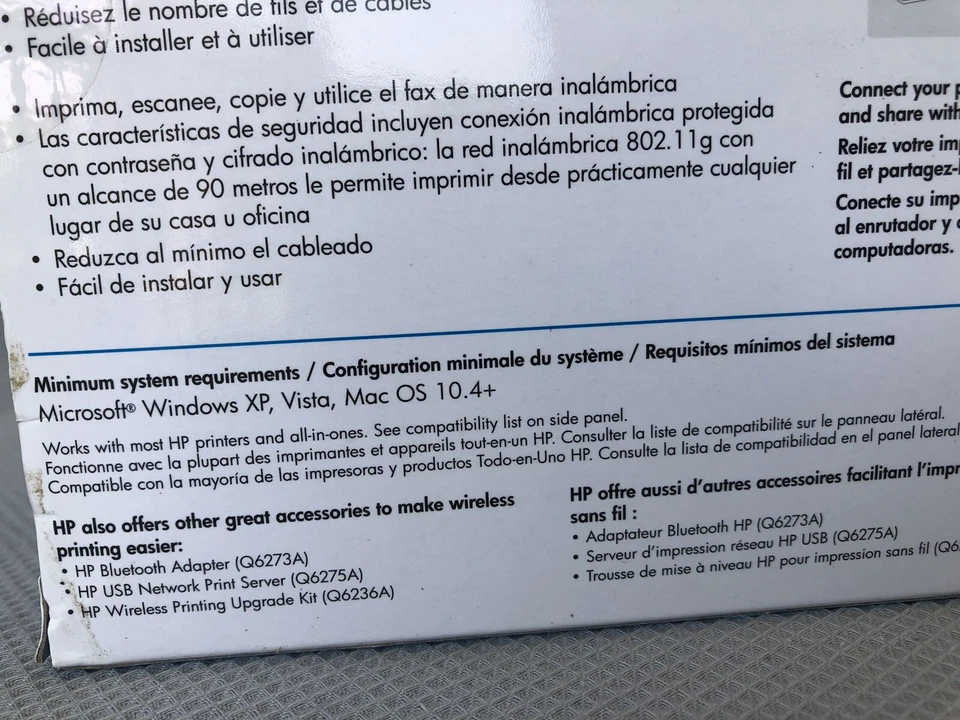 • Réduisez le nombre de fils et de câbles
• Facile à installer et à utiliser
• Imprima, escanee, copie y utilice el fax de manera inalámbrica
• Las características de seguridad incluyen conexión inalámbrica protegida
con contraseña y cifrado inalámbrico: la red inalámbrica 802.11g con
un alcance de 90 metros le permite imprimir desde prácticamente cualquier
lugar de su casa u oficina
• Reduzca al mínimo el cableado
• Fácil de instalar y usar
Connect your
and share with
Reliez votre
fil et partagez-
Conecte su
al enrutador y
computadoras.
Minimum system requirements / Configuration minimale du système / Requisitos mínimos del sistema
Microsoft® Windows XP, Vista, Mac OS 10.4+
Works with most HP printers and all-in-ones. See compatibility list on side panel.
Fonctionne avec la plupart des imprimantes et appareils tout-en-un HP. Consulter la liste de compatibilité sur le panneau latéral.
Compatible con la mayoría de las impresoras y productos Todo-en-Uno HP. Consulte la lista de compatibilidad en el panel lateral
HP also offers other great accessories to make wireless
printing easier:
• HP Bluetooth Adapter (Q6273A)
• HP USB Network Print Server (Q6275A)
• HP Wireless Printing Upgrade Kit (Q6236A)
HP offre aussi d'autres accessoires facilitant
sans fil :
• Adaptateur Bluetooth HP (Q6273A)
• Serveur d'impression réseau HP USB (Q6275A)
• Trousse de mise à niveau HP pour impression sans fil